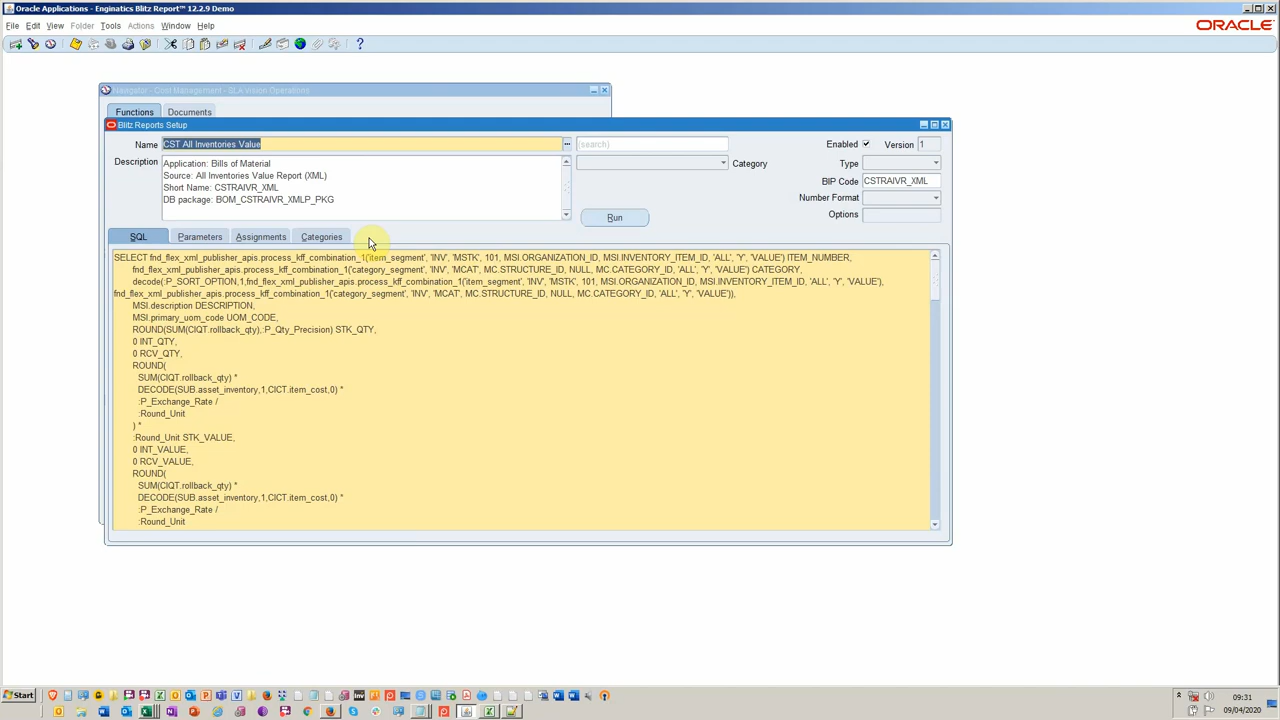 Oracle Applications - Enginatics Blitz Report™ 12.2.9 Demo
File Edit View Folder Tools Actions Window Help
ORACLE
Navigator - Cost Management - SLA Vision Operations
Functions Documents
Blitz Reports Setup
Name CST All Inventories Value (search) Enabled Version 1
Description Application: Bills of Material Category Type
Source: All Inventories Value Report (XML) BIP Code CSTRAIVR_XML
Short Name: CSTRAIVR_XML Number Format
DB package: BOM_CSTRAIVR_XMLP_PKG Options
Run
SQL Parameters Assignments Categories
SELECT fnd_flex_xml_publisher_apis.process_kff_combination_1('item_segment', 'INV', 'MSTK', 101, MSI.ORGANIZATION_ID, MSI.INVENTORY_ITEM_ID, 'ALL', 'Y', 'VALUE') ITEM_NUMBER,
fnd_flex_xml_publisher_apis.process_kff_combination_1('category_segment', 'INV', 'MCAT', MC.STRUCTURE_ID, NULL, MC.CATEGORY_ID, 'ALL', 'Y', 'VALUE') CATEGORY,
decode(:P_SORT_OPTION,1,fnd_flex_xml_publisher_apis.process_kff_combination_1('item_segment', 'INV', 'MSTK', 101, MSI.ORGANIZATION_ID, MSI.INVENTORY_ITEM_ID, 'ALL', 'Y', 'VALUE'),
fnd_flex_xml_publisher_apis.process_kff_combination_1('category_segment', 'INV', 'MCAT', MC.STRUCTURE_ID, NULL, MC.CATEGORY_ID, 'ALL', 'Y', 'VALUE')),
MSI.description DESCRIPTION,
MSI.primary_uom_code UOM_CODE,
ROUND(SUM(CIQT.rollback_qty),:P_Qty_Precision) STK_QTY,
0 INT_QTY,
0 RCV_QTY,
ROUND(
SUM(CIQT.rollback_qty) *
DECODE(SUB.asset_inventory,1,CICT.item_cost,0) *
:P_Exchange_Rate /
:Round_Unit
) *
:Round_Unit STK_VALUE,
0 INT_VALUE,
0 RCV_VALUE,
ROUND(
SUM(CIQT.rollback_qty) *
DECODE(SUB.asset_inventory,1,CICT.item_cost,0) *
:P_Exchange_Rate /
:Round_Unit
Start
09:31
09/04/2020